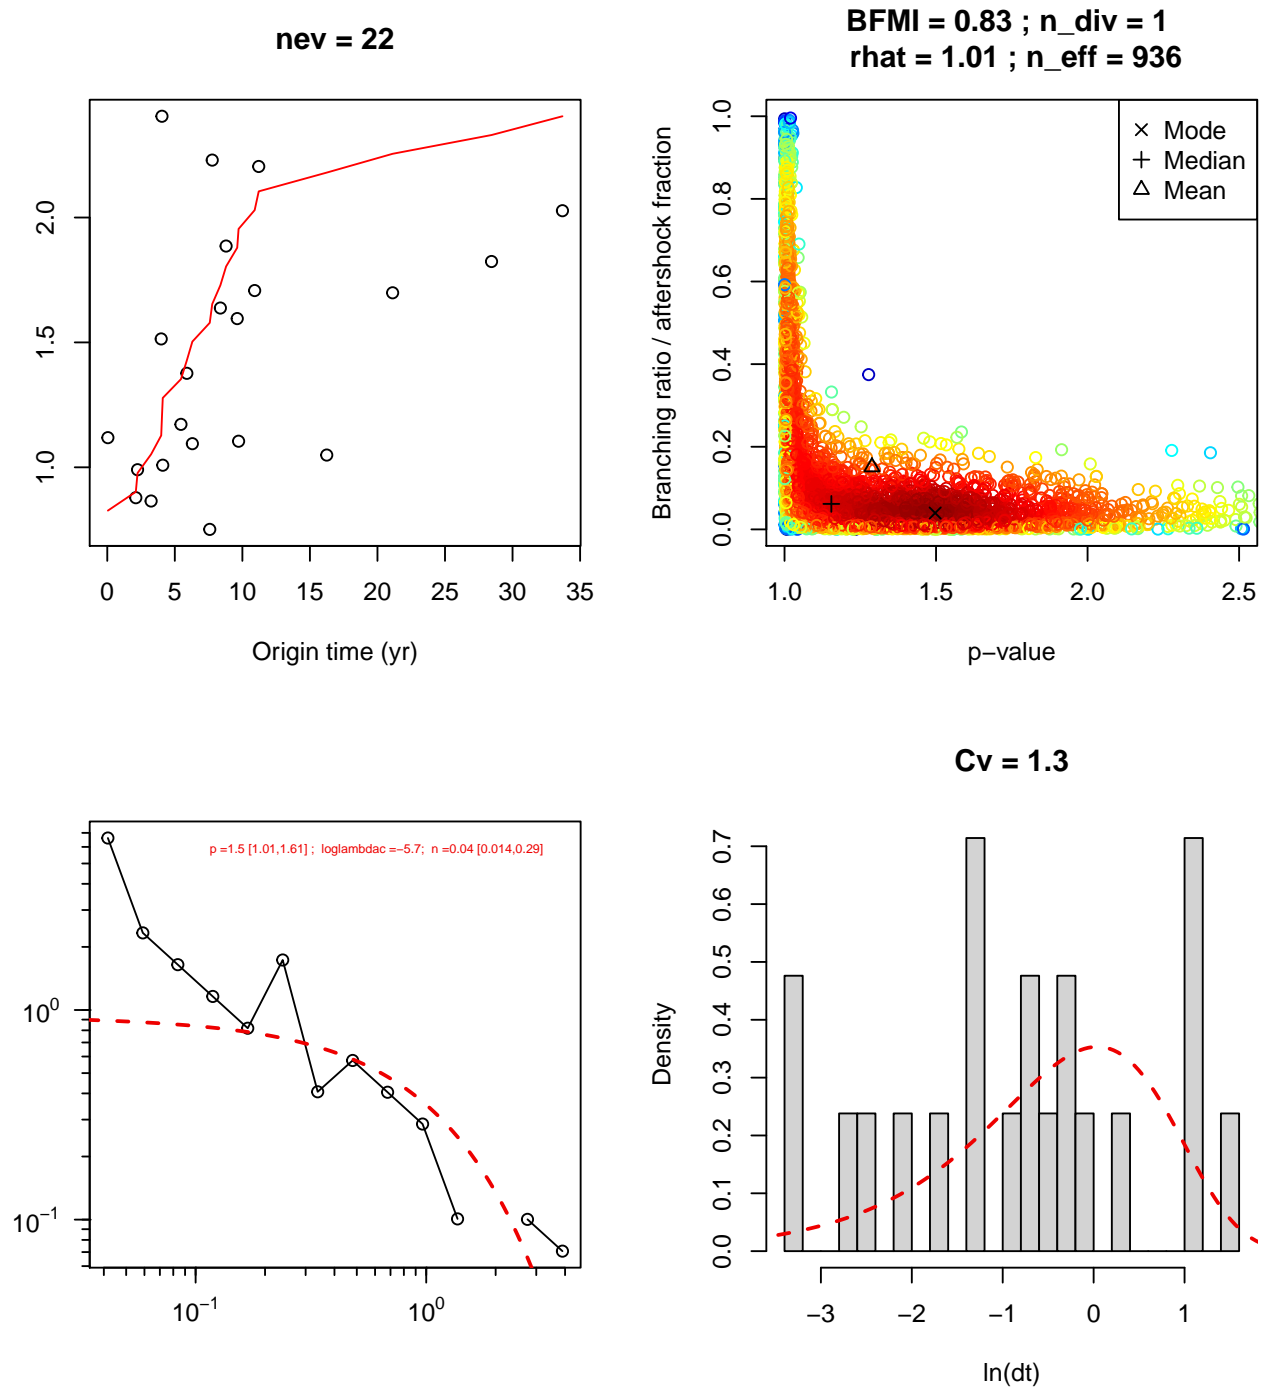 nev = 22
2.0
1.5
1.0
0 5 10 15 20 25 30 35
Origin time (yr)
BFMI = 0.83 ; n_div = 1
rhat = 1.01 ; n_eff = 936
Branching ratio / aftershock fraction
1.0
0.8
0.6
0.4
0.2
0.0
Mode
Median
Mean
1.0 1.5 2.0 2.5
p−value
p =1.5 [1.01,1.61] ; loglambdac =−5.7; n =0.04 [0.014,0.29]
10^0
10^−1
10^−1 10^0
Cv = 1.3
Density
0.7
0.6
0.5
0.4
0.3
0.2
0.1
0.0
−3 −2 −1 0 1
ln(dt)